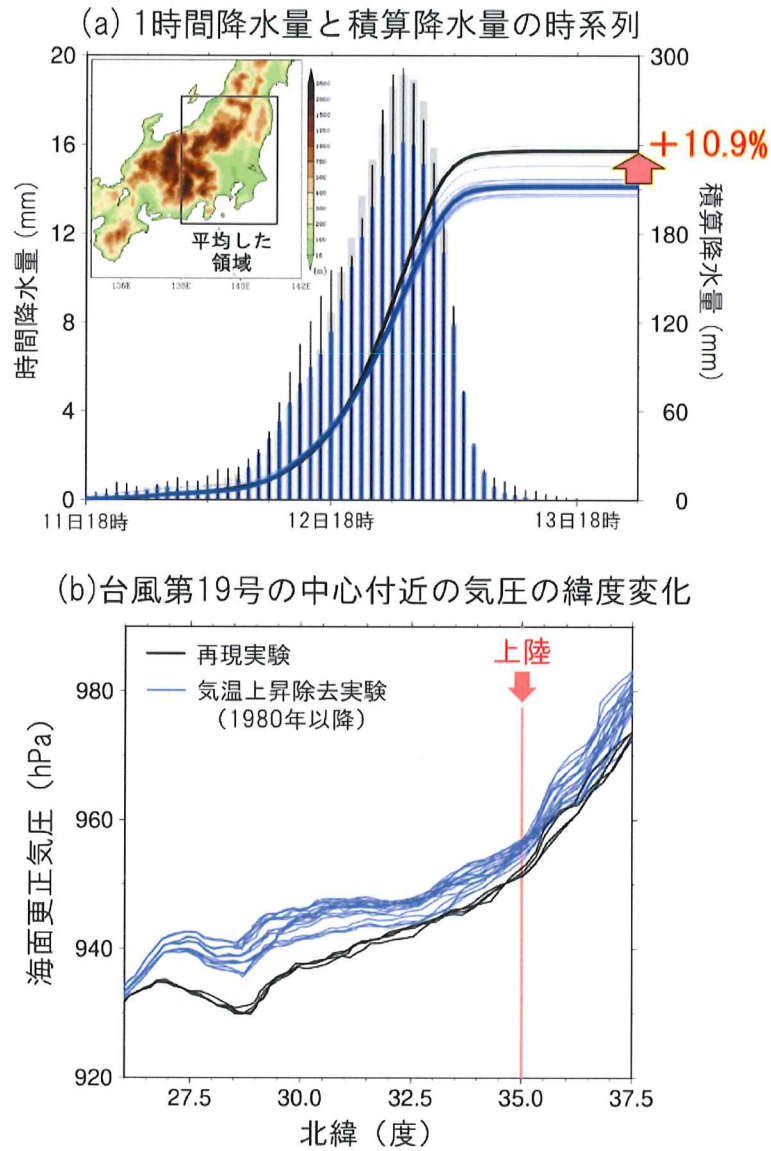 (a) 1時間降水量と積算降水量の時系列
20
16
12
8
4
0
時間降水量 (mm)
300
180
120
60
0
積算降水量 (mm)
+10.9%
平均した
領域
136E
138E
140E
142E
(m)
11日18時
12日18時
13日18時
(b)台風第19号の中心付近の気圧の緯度変化
再現実験
気温上昇除去実験
(1980年以降)
上陸
980
960
940
920
海面更正気圧 (hPa)
27.5
30.0
32.5
35.0
37.5
北緯 (度)